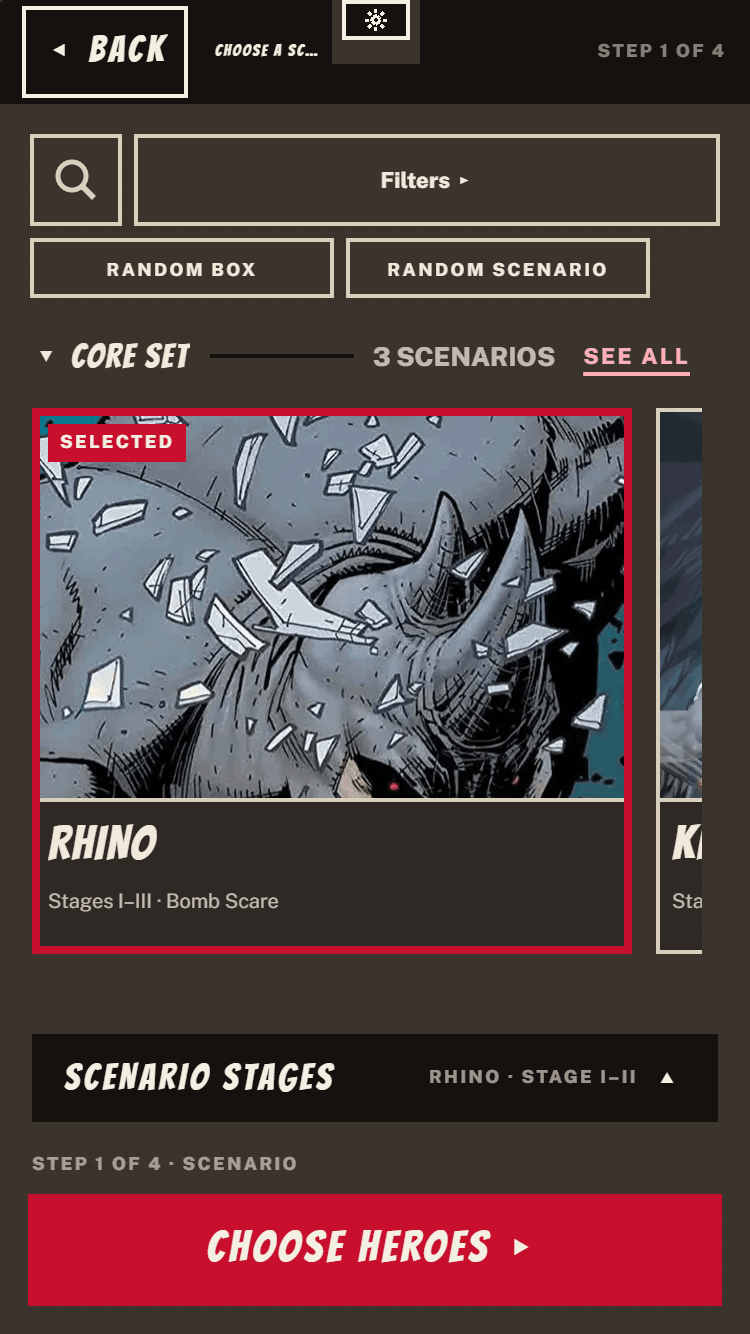 ◄ BACK
CHOOSE A SC...
STEP 1 OF 4
Filters ►
RANDOM BOX
RANDOM SCENARIO
▼ CORE SET
3 SCENARIOS
SEE ALL
SELECTED
RHINO
Stages I–III · Bomb Scare
SCENARIO STAGES
RHINO · STAGE I–II ▲
STEP 1 OF 4 · SCENARIO
CHOOSE HEROES ►